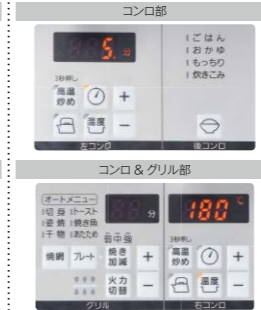 コンロ部
5.分
ごはん
おかゆ
もっちり
炊きこみ
3秒押し
高温
炒め
+
温度
−
左コンロ
後コンロ
コンロ&グリル部
オートメニュー
切身 トースト
姿焼 焼き魚
干物 あたため
分
弱中強
焼網
プレート
焼き
加減
+
火力
切替
−
グリル
180℃
3秒押し
高温
炒め
+
温度
−
右コンロ